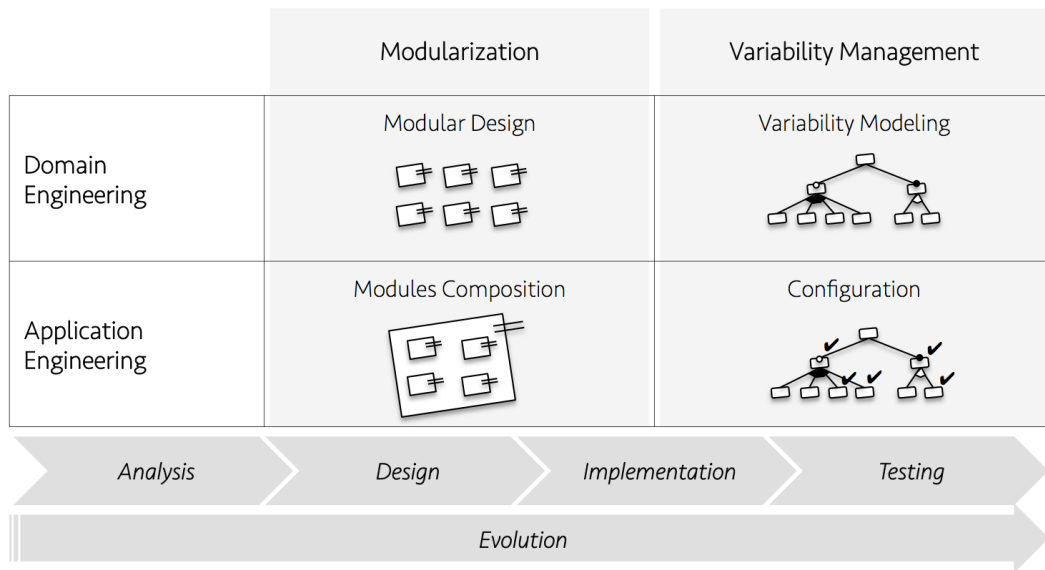 Modularization
Variability Management
Domain
Engineering
Modular Design
Variability Modeling
Application
Engineering
Modules Composition
Configuration
Analysis
Design
Implementation
Testing
Evolution